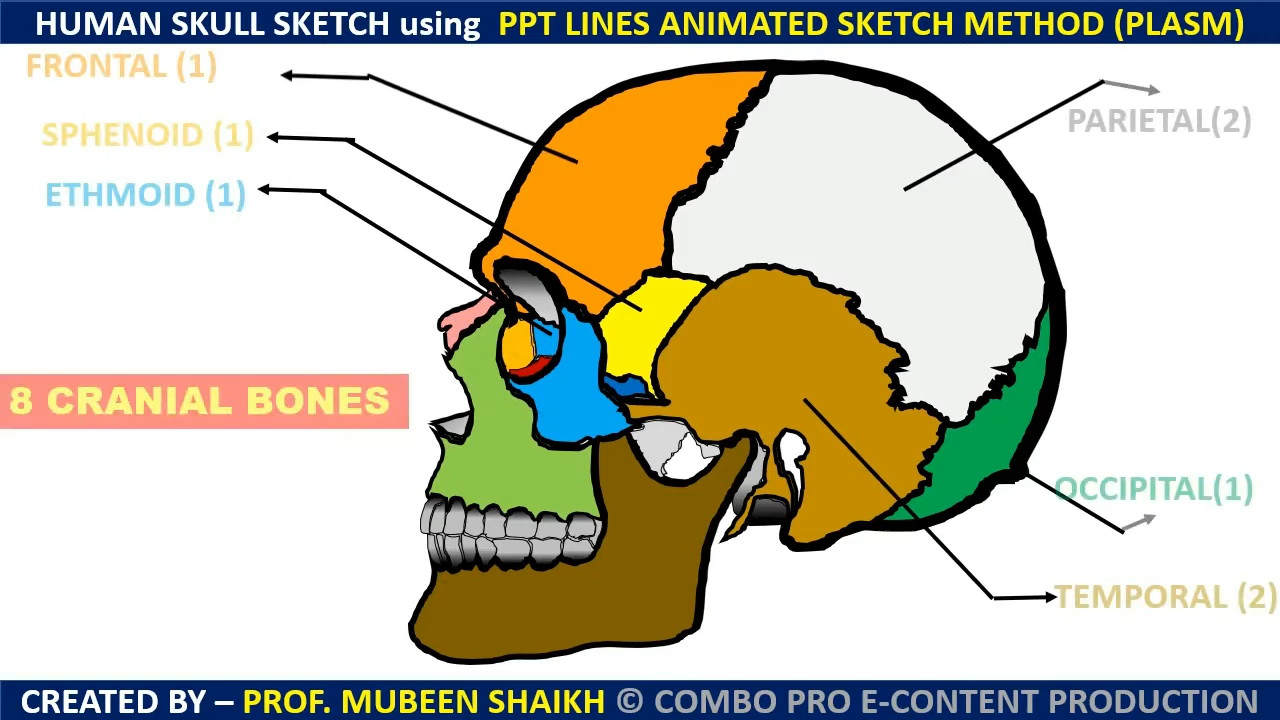 HUMAN SKULL SKETCH using PPT LINES ANIMATED SKETCH METHOD (PLASM)
FRONTAL (1)
SPHENOID (1)
ETHMOID (1)
PARIETAL(2)
8 CRANIAL BONES
OCCIPITAL(1)
TEMPORAL (2)
CREATED BY – PROF. MUBEEN SHAIKH © COMBO PRO E-CONTENT PRODUCTION